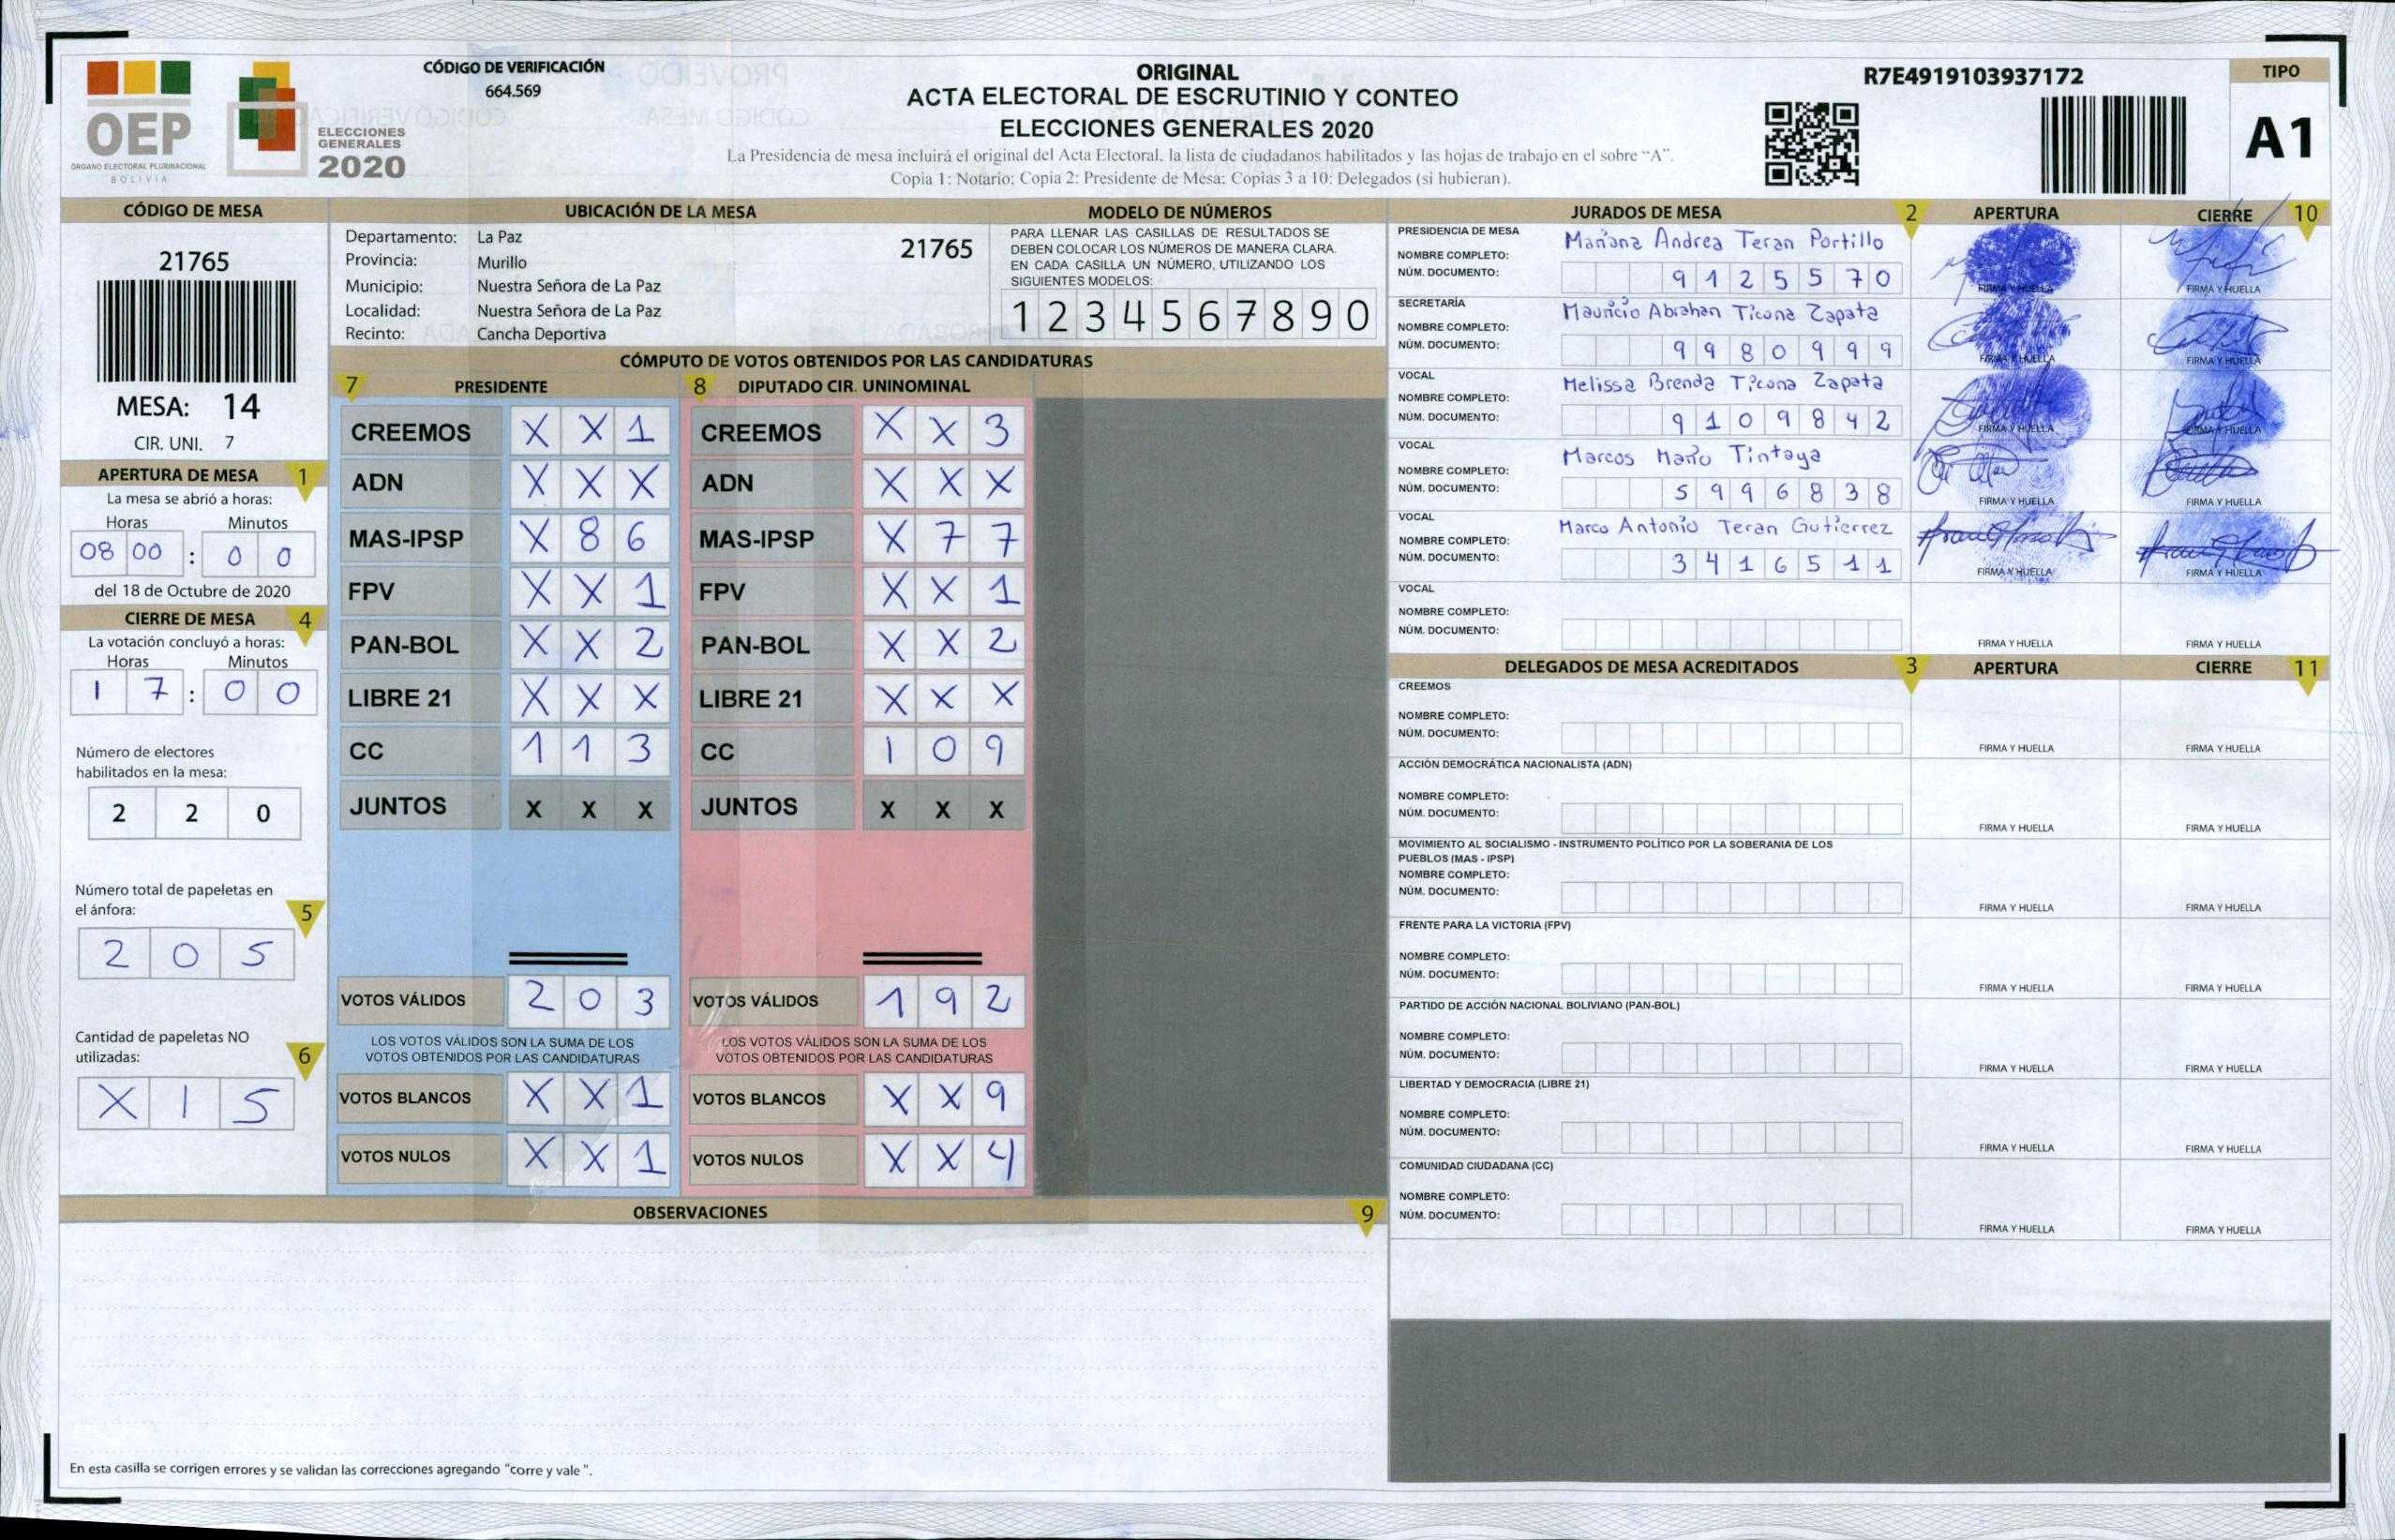 OEP
ÓRGANO ELECTORAL PLURINACIONAL
BOLIVIA
ELECCIONES
GENERALES
2020
CÓDIGO DE VERIFICACIÓN
664.569
ORIGINAL
ACTA ELECTORAL DE ESCRUTINIO Y CONTEO
ELECCIONES GENERALES 2020
La Presidencia de mesa incluirá el original del Acta Electoral, la lista de ciudadanos habilitados y las hojas de trabajo en el sobre “A”.
Copia 1: Notario; Copia 2: Presidente de Mesa; Copias 3 a 10: Delegados (si hubieran).
R7E4919103937172
TIPO
A1
CÓDIGO DE MESA
21765
MESA: 14
CIR. UNI. 7
APERTURA DE MESA 1
La mesa se abrió a horas:
Horas Minutos
08 00 : 0 0
del 18 de Octubre de 2020
CIERRE DE MESA 4
La votación concluyó a horas:
Horas Minutos
1 7 : 0 0
Número de electores
habilitados en la mesa:
2 2 0
Número total de papeletas en
el ánfora: 5
2 0 5
Cantidad de papeletas NO
utilizadas: 6
X 1 5
UBICACIÓN DE LA MESA
Departamento: La Paz
Provincia: Murillo
Municipio: Nuestra Señora de La Paz
Localidad: Nuestra Señora de La Paz
Recinto: Cancha Deportiva
21765
MODELO DE NÚMEROS
PARA LLENAR LAS CASILLAS DE RESULTADOS SE
DEBEN COLOCAR LOS NÚMEROS DE MANERA CLARA.
EN CADA CASILLA UN NÚMERO, UTILIZANDO LOS
SIGUIENTES MODELOS:
1 2 3 4 5 6 7 8 9 0
CÓMPUTO DE VOTOS OBTENIDOS POR LAS CANDIDATURAS
7 PRESIDENTE
CREEMOS X X 1
ADN X X X
MAS-IPSP X 8 6
FPV X X 1
PAN-BOL X X 2
LIBRE 21 X X X
CC 1 1 3
JUNTOS X X X
VOTOS VÁLIDOS 2 0 3
LOS VOTOS VÁLIDOS SON LA SUMA DE LOS
VOTOS OBTENIDOS POR LAS CANDIDATURAS
VOTOS BLANCOS X X 1
VOTOS NULOS X X 1
8 DIPUTADO CIR. UNINOMINAL
CREEMOS X X 3
ADN X X X
MAS-IPSP X 7 7
FPV X X 1
PAN-BOL X X 2
LIBRE 21 X X X
CC 1 0 9
JUNTOS X X X
VOTOS VÁLIDOS 1 9 2
LOS VOTOS VÁLIDOS SON LA SUMA DE LOS
VOTOS OBTENIDOS POR LAS CANDIDATURAS
VOTOS BLANCOS X X 9
VOTOS NULOS X X 4
OBSERVACIONES 9
En esta casilla se corrigen errores y se validan las correcciones agregando "corre y vale ".
JURADOS DE MESA 2 APERTURA CIERRE 10
PRESIDENCIA DE MESA
NOMBRE COMPLETO: Mariana Andrea Teran Portillo
NÚM. DOCUMENTO: 9 1 2 5 5 7 0
FIRMA Y HUELLA FIRMA Y HUELLA
SECRETARÍA
NOMBRE COMPLETO: Mauricio Abrahan Ticona Zapata
NÚM. DOCUMENTO: 9 9 8 0 9 9 9
FIRMA Y HUELLA FIRMA Y HUELLA
VOCAL
NOMBRE COMPLETO: Melissa Brenda Ticona Zapata
NÚM. DOCUMENTO: 9 1 0 9 8 4 2
FIRMA Y HUELLA FIRMA Y HUELLA
VOCAL
NOMBRE COMPLETO: Marcos Mario Tintaya
NÚM. DOCUMENTO: 5 9 9 6 8 3 8
FIRMA Y HUELLA FIRMA Y HUELLA
VOCAL
NOMBRE COMPLETO: Marco Antonio Teran Gutierrez
NÚM. DOCUMENTO: 3 4 1 6 5 1 1
FIRMA Y HUELLA FIRMA Y HUELLA
VOCAL
NOMBRE COMPLETO:
NÚM. DOCUMENTO:
FIRMA Y HUELLA FIRMA Y HUELLA
DELEGADOS DE MESA ACREDITADOS 3 APERTURA CIERRE 11
CREEMOS
NOMBRE COMPLETO:
NÚM. DOCUMENTO:
FIRMA Y HUELLA FIRMA Y HUELLA
ACCIÓN DEMOCRÁTICA NACIONALISTA (ADN)
NOMBRE COMPLETO:
NÚM. DOCUMENTO:
FIRMA Y HUELLA FIRMA Y HUELLA
MOVIMIENTO AL SOCIALISMO - INSTRUMENTO POLÍTICO POR LA SOBERANIA DE LOS
PUEBLOS (MAS - IPSP)
NOMBRE COMPLETO:
NÚM. DOCUMENTO:
FIRMA Y HUELLA FIRMA Y HUELLA
FRENTE PARA LA VICTORIA (FPV)
NOMBRE COMPLETO:
NÚM. DOCUMENTO:
FIRMA Y HUELLA FIRMA Y HUELLA
PARTIDO DE ACCIÓN NACIONAL BOLIVIANO (PAN-BOL)
NOMBRE COMPLETO:
NÚM. DOCUMENTO:
FIRMA Y HUELLA FIRMA Y HUELLA
LIBERTAD Y DEMOCRACIA (LIBRE 21)
NOMBRE COMPLETO:
NÚM. DOCUMENTO:
FIRMA Y HUELLA FIRMA Y HUELLA
COMUNIDAD CIUDADANA (CC)
NOMBRE COMPLETO:
NÚM. DOCUMENTO:
FIRMA Y HUELLA FIRMA Y HUELLA